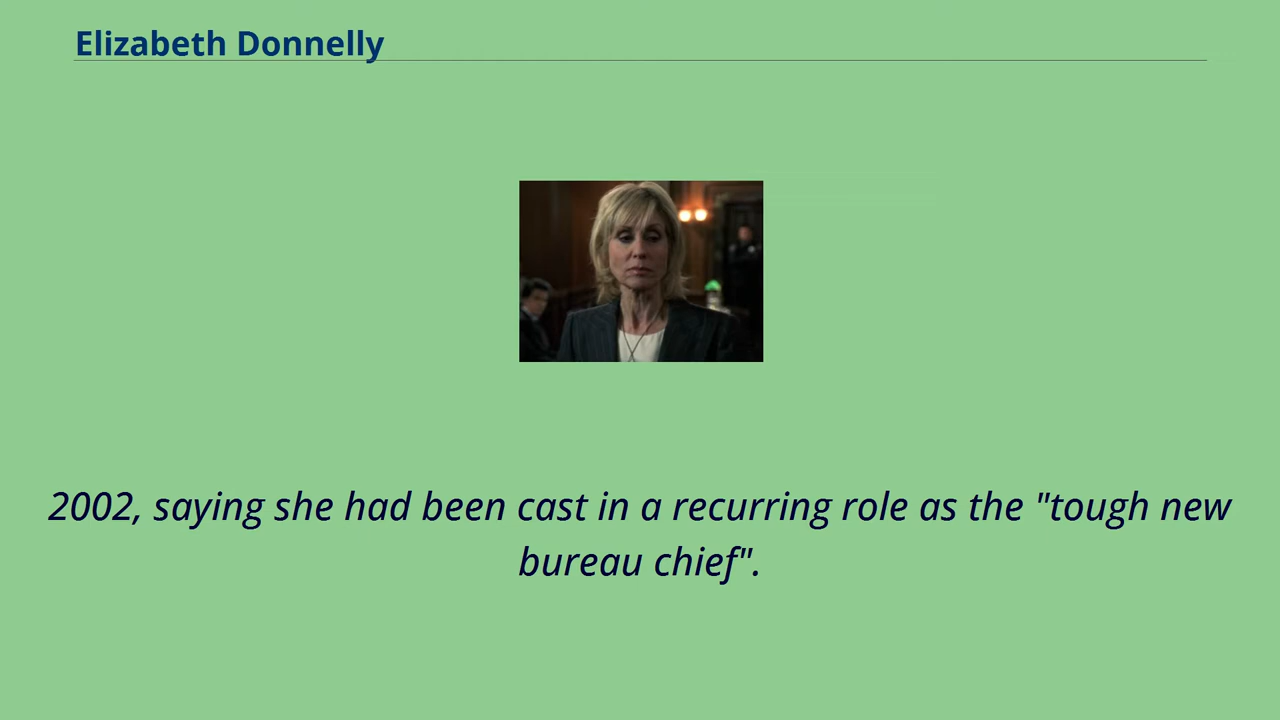 Elizabeth Donnelly
2002, saying she had been cast in a recurring role as the "tough new
bureau chief".